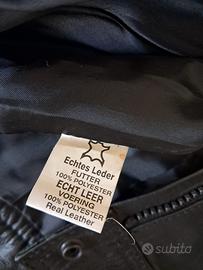 Echtes Leder
FUTTER
100% POLYESTER
ECHT LEER
VOERING
100% POLYESTER
Real Leather
subito